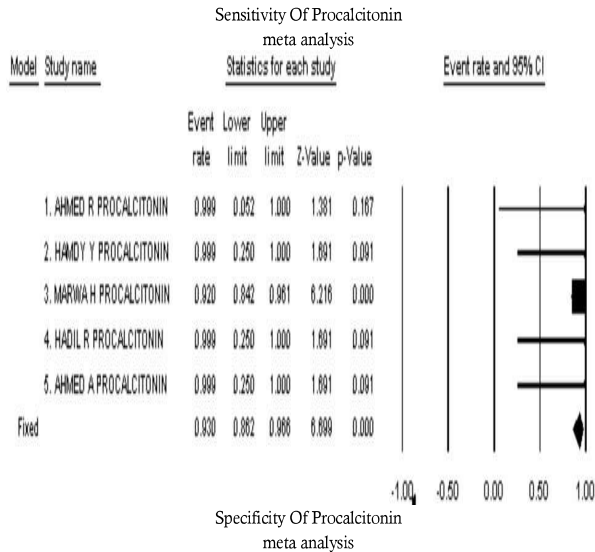 Sensitivity Of Procalcitonin
meta analysis
Model Study name Statistics for each study Event rate and 95% CI
Event Lower Upper
rate limit limit Z-Value p-Value
1. AHMED R PROCALCITONIN 0.999 0.052 1.000 1.381 0.167
2. HAMDY Y PROCALCITONIN 0.999 0.250 1.000 1.691 0.091
3. MARWA H PROCALCITONIN 0.920 0.842 0.961 6.216 0.000
4. HADIL R PROCALCITONIN 0.999 0.250 1.000 1.691 0.091
5. AHMED A PROCALCITONIN 0.999 0.250 1.000 1.691 0.091
Fixed 0.930 0.862 0.966 6.699 0.000
-1.00 -0.50 0.00 0.50 1.00
Specificity Of Procalcitonin
meta analysis